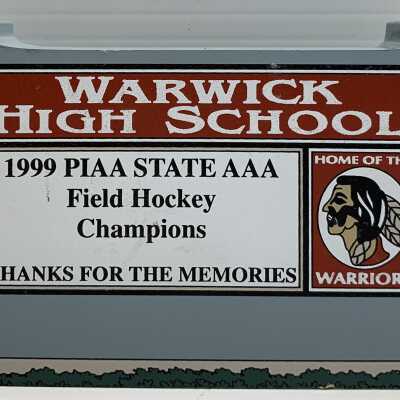 WARWICK
HIGH SCHOOL
1999 PIAA STATE AAA
Field Hockey
Champions
HANKS FOR THE MEMORIES
HOME OF TH
WARRIOR